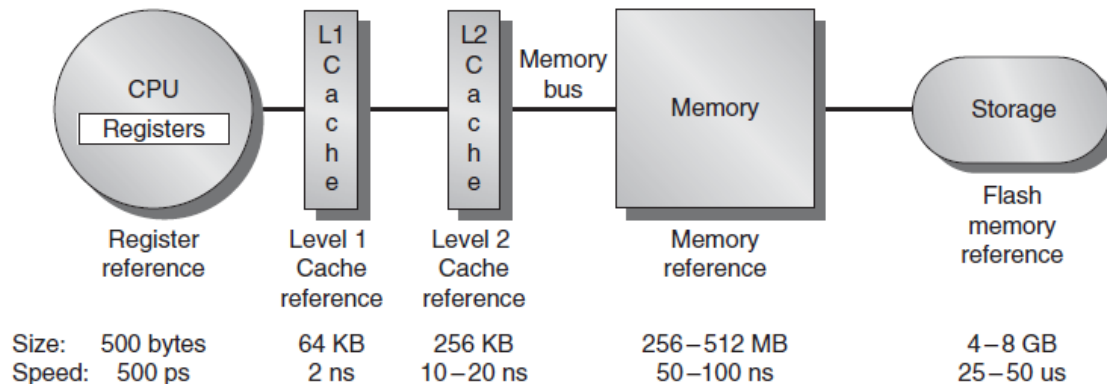 CPU
Registers
L1
C
a
c
h
e
L2
C
a
c
h
e
Memory
bus
Memory
Storage
Register
reference
Level 1
Cache
reference
Level 2
Cache
reference
Memory
reference
Flash
memory
reference
Size: 500 bytes 64 KB 256 KB 256–512 MB 4–8 GB
Speed: 500 ps 2 ns 10–20 ns 50–100 ns 25–50 us